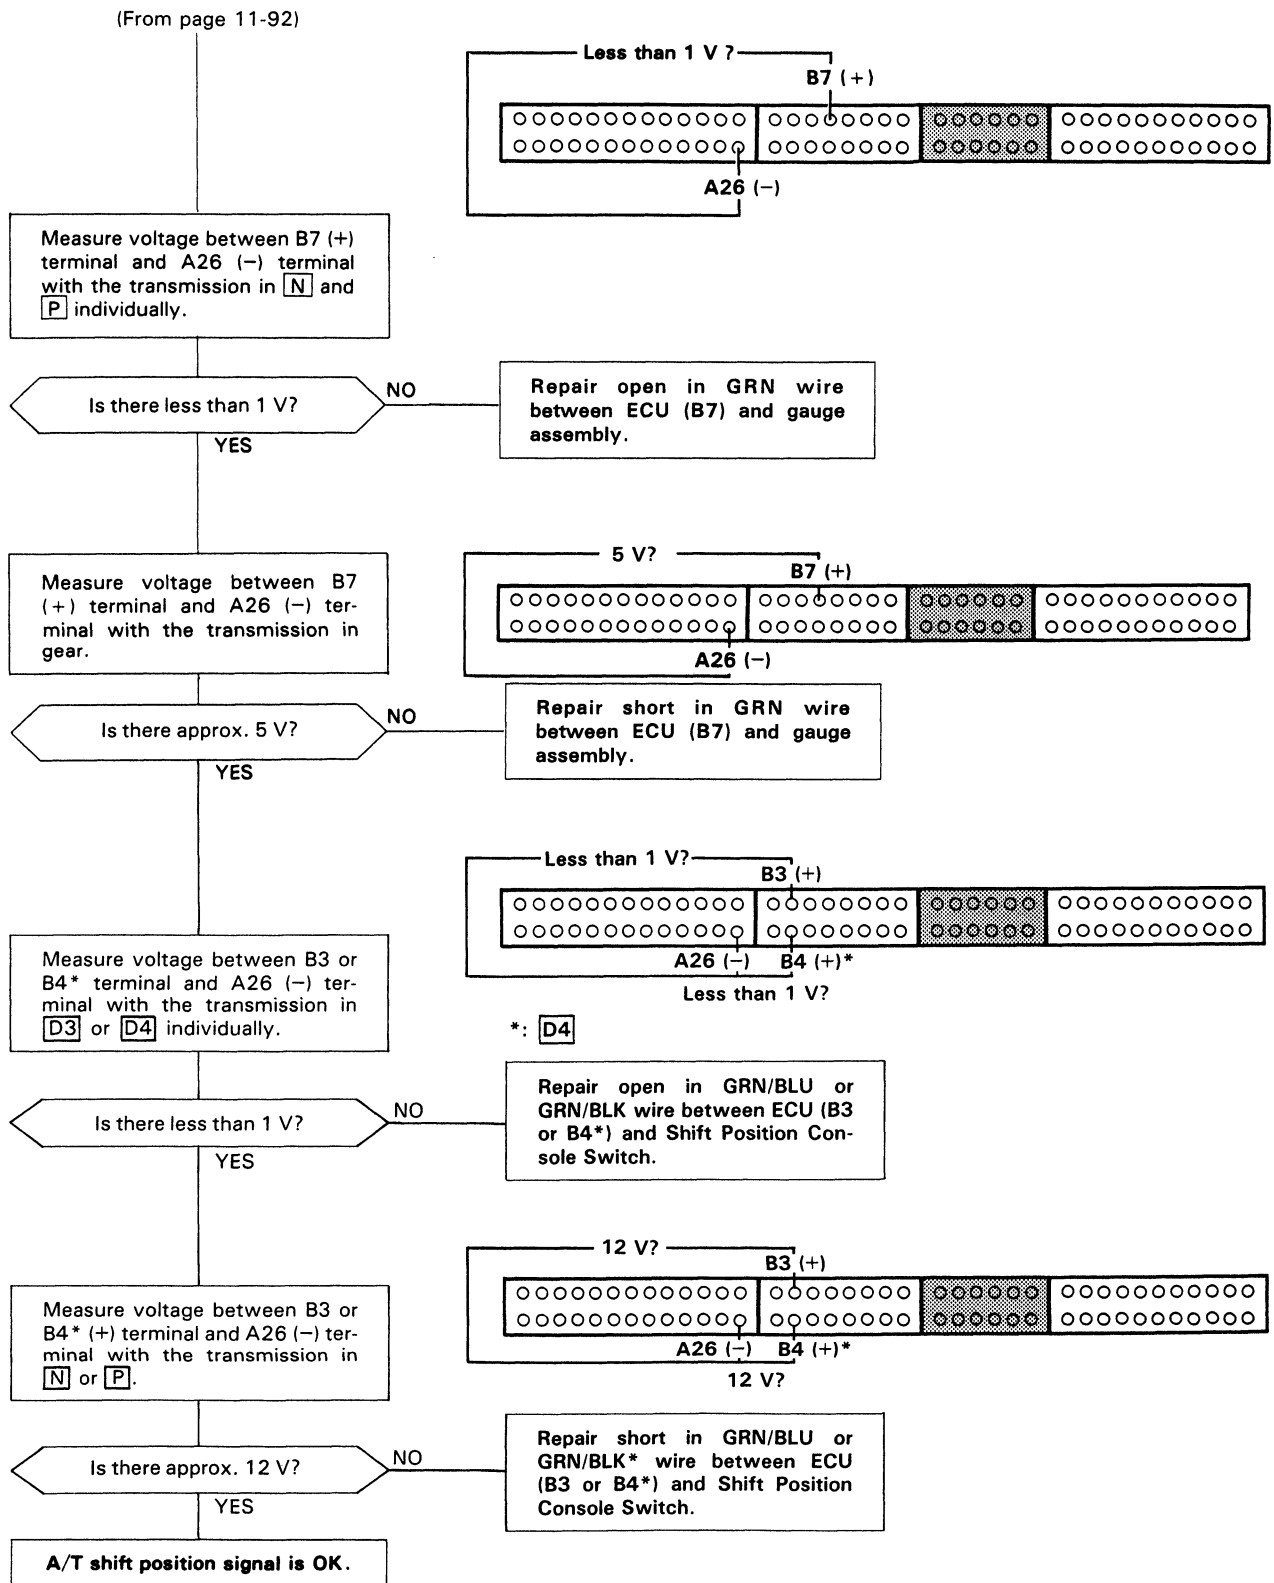 (From page 11-92)
Less than 1 V ?
B7 (+)
A26 (−)
Measure voltage between B7 (+)
terminal and A26 (−) terminal
with the transmission in N and
P individually.
Is there less than 1 V?
NO
YES
Repair open in GRN wire
between ECU (B7) and gauge
assembly.
5 V?
B7 (+)
A26 (−)
Measure voltage between B7
(+) terminal and A26 (−) ter-
minal with the transmission in
gear.
Is there approx. 5 V?
NO
YES
Repair short in GRN wire
between ECU (B7) and gauge
assembly.
Less than 1 V?
B3 (+)
A26 (−) B4 (+)*
Less than 1 V?
*: D4
Measure voltage between B3 or
B4* terminal and A26 (−) ter-
minal with the transmission in
D3 or D4 individually.
Is there less than 1 V?
NO
YES
Repair open in GRN/BLU or
GRN/BLK wire between ECU (B3
or B4*) and Shift Position Con-
sole Switch.
12 V?
B3 (+)
A26 (−) B4 (+)*
12 V?
Measure voltage between B3 or
B4* (+) terminal and A26 (−) ter-
minal with the transmission in
N or P.
Is there approx. 12 V?
NO
YES
Repair short in GRN/BLU or
GRN/BLK* wire between ECU
(B3 or B4*) and Shift Position
Console Switch.
A/T shift position signal is OK.